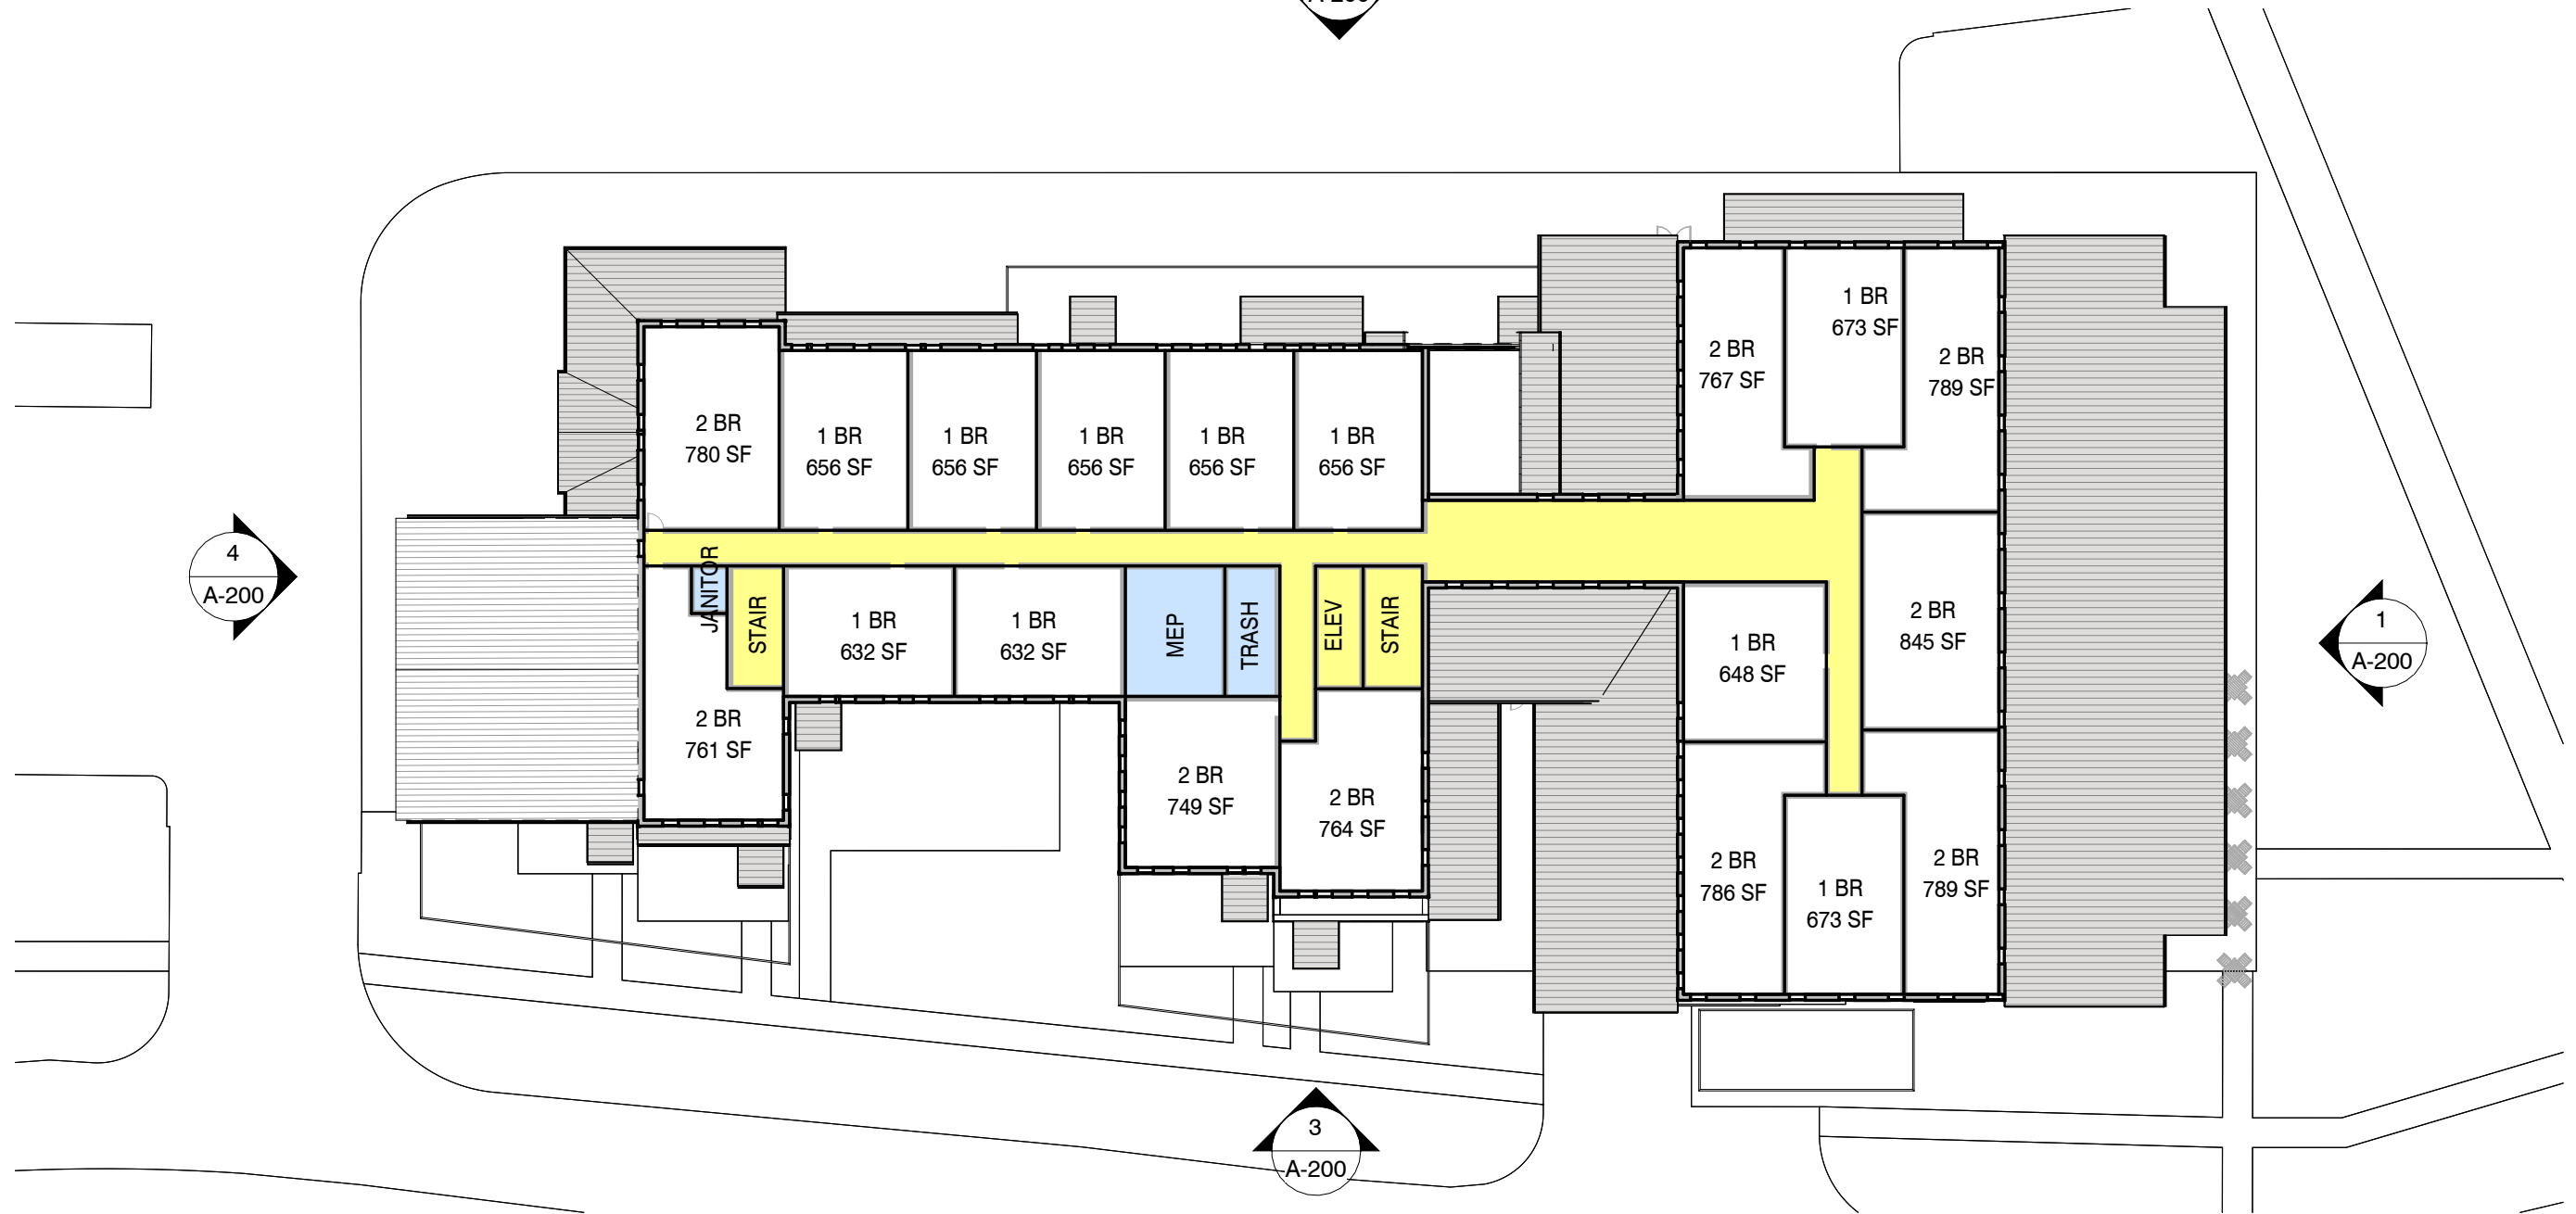 A-200
1 BR
673 SF
2 BR
767 SF
2 BR
789 SF
2 BR
780 SF
1 BR
656 SF
1 BR
656 SF
1 BR
656 SF
1 BR
656 SF
1 BR
656 SF
4
A-200
JANITOR
STAIR
1 BR
632 SF
1 BR
632 SF
MEP
TRASH
ELEV
STAIR
1 BR
648 SF
2 BR
845 SF
1
A-200
2 BR
761 SF
2 BR
749 SF
2 BR
764 SF
2 BR
786 SF
1 BR
673 SF
2 BR
789 SF
3
A-200